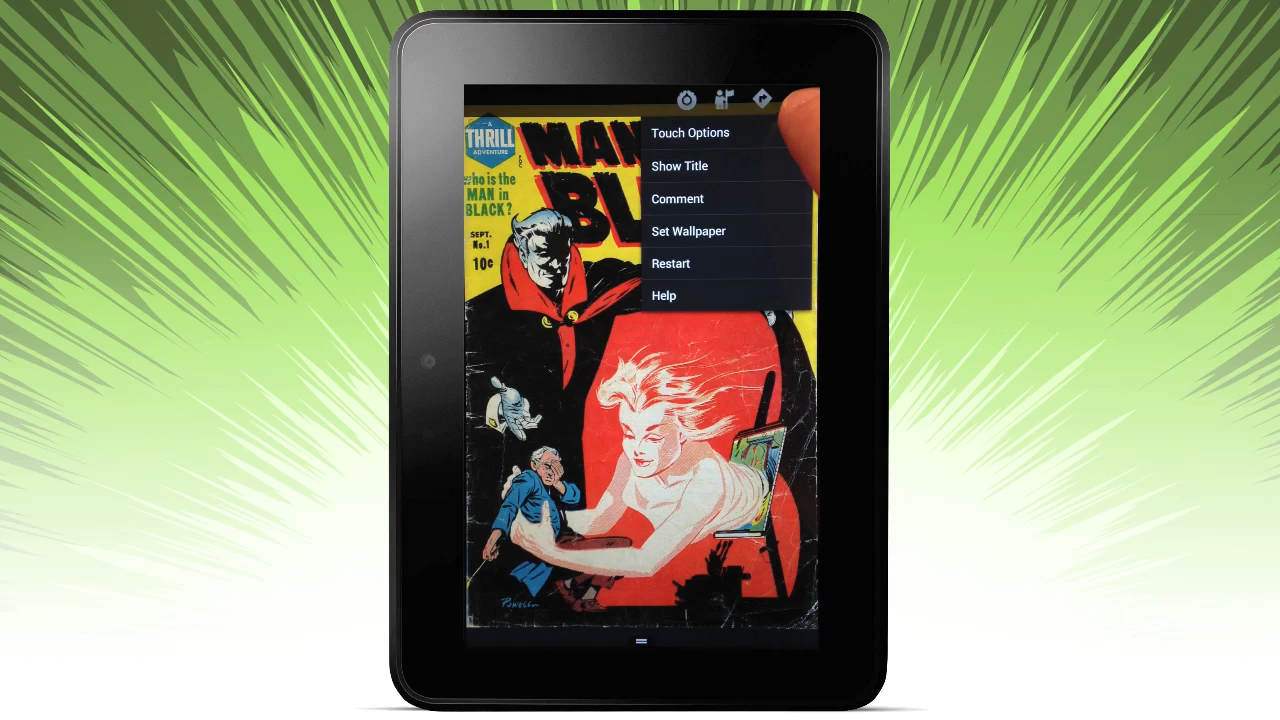 A
THRILL
ADVENTURE
MAN
BL
Who is the
MAN in
BLACK?
SEPT.
No.1
10¢
Touch Options
Show Title
Comment
Set Wallpaper
Restart
Help
Powell